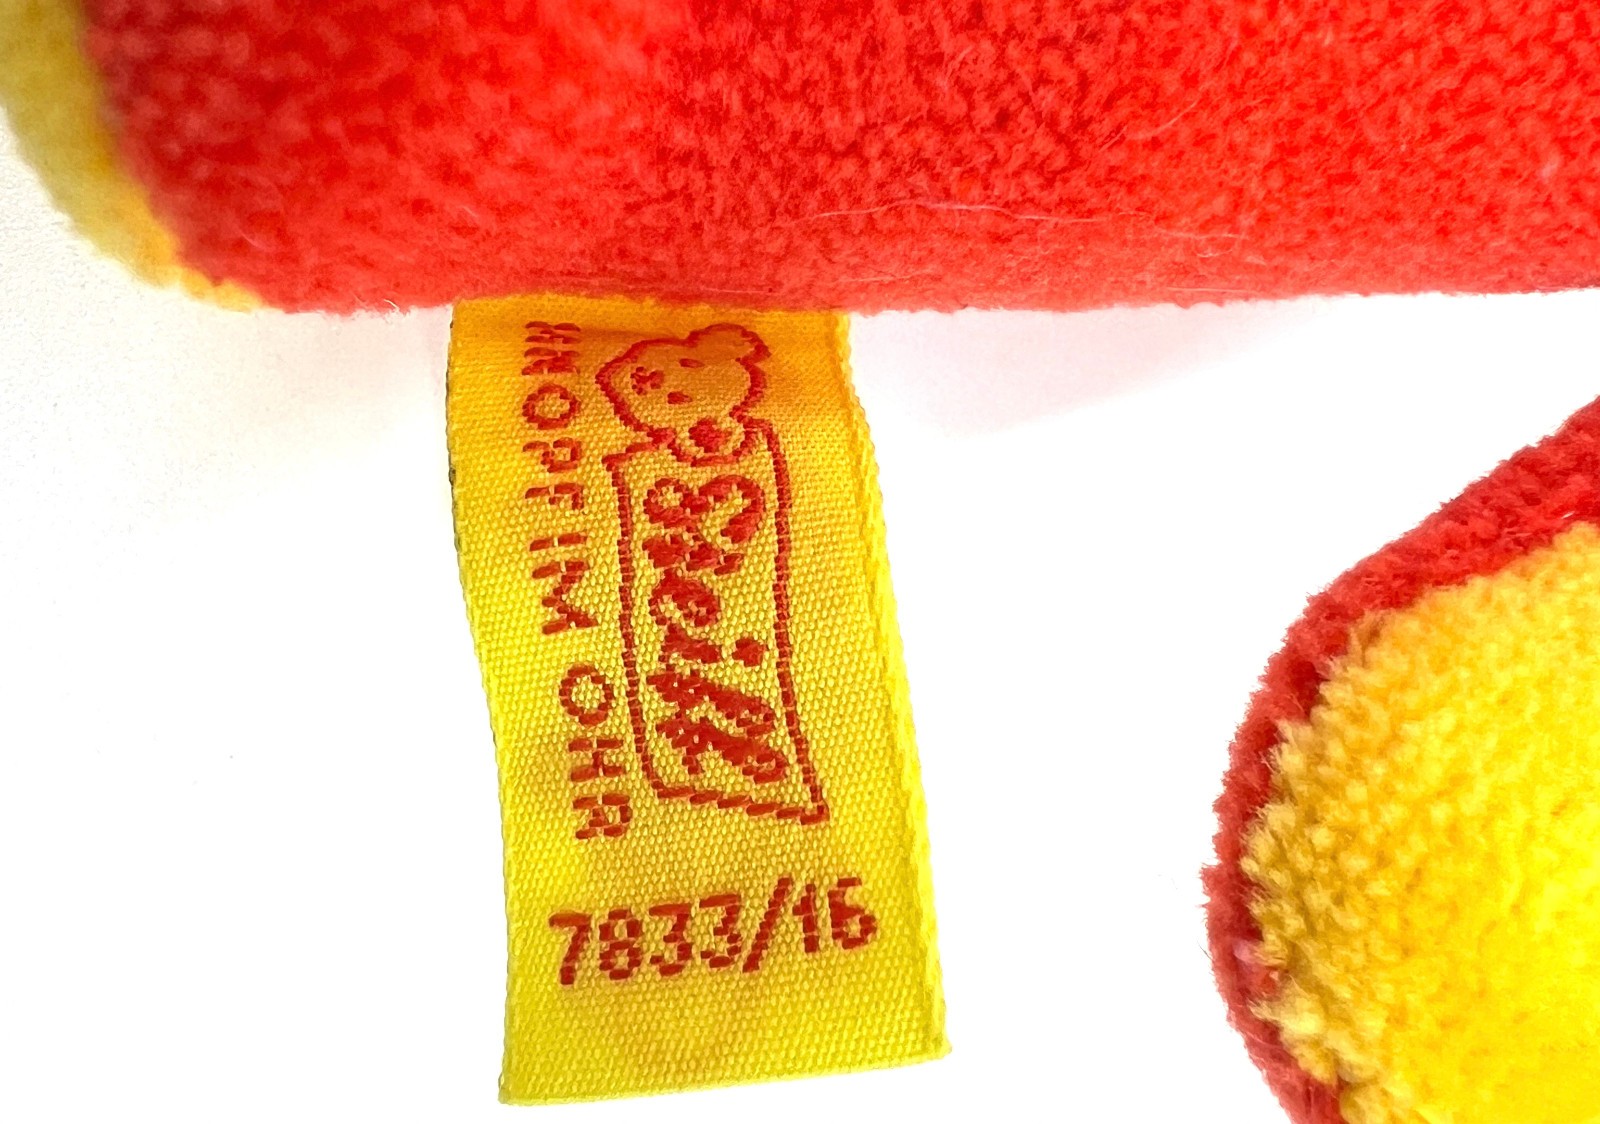 Steiff
KNOPF IM OHR
7833/16